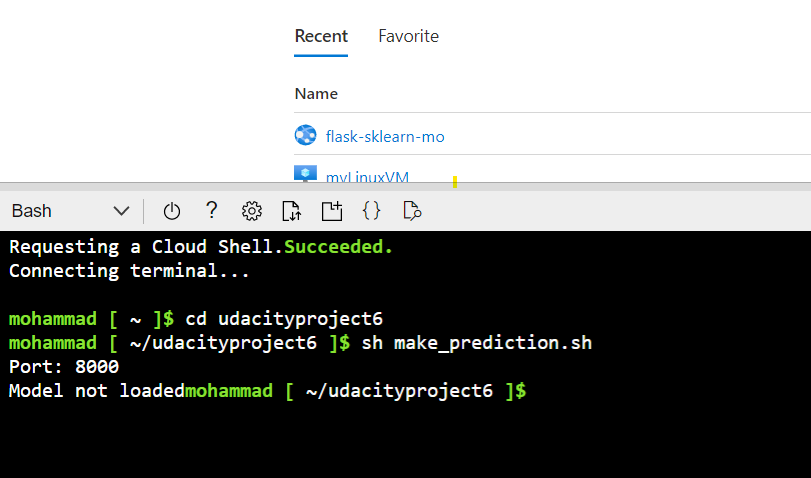 Recent Favorite
Name
flask-sklearn-mo
myLinuxVM
Bash
Requesting a Cloud Shell.Succeeded.
Connecting terminal...
mohammad [ ~ ]$ cd udacityproject6
mohammad [ ~/udacityproject6 ]$ sh make_prediction.sh
Port: 8000
Model not loadedmohammad [ ~/udacityproject6 ]$